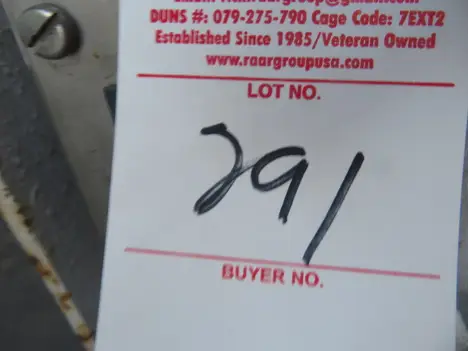 DUNS #: 079-275-790 Cage Code: 7EXT2
Established Since 1985/Veteran Owned
www.raargroupusa.com
LOT NO.
291
BUYER NO.